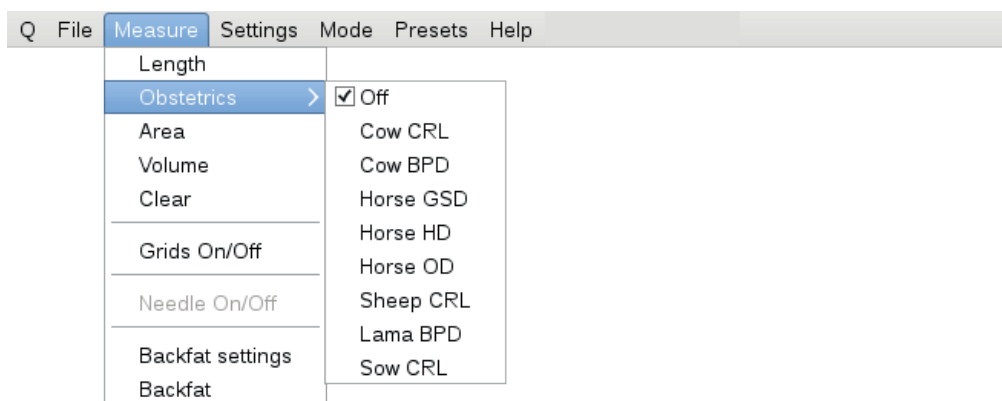 Q File Measure Settings Mode Presets Help
Length
Obstetrics
Area
Volume
Clear
Grids On/Off
Needle On/Off
Backfat settings
Backfat
Off
Cow CRL
Cow BPD
Horse GSD
Horse HD
Horse OD
Sheep CRL
Lama BPD
Sow CRL